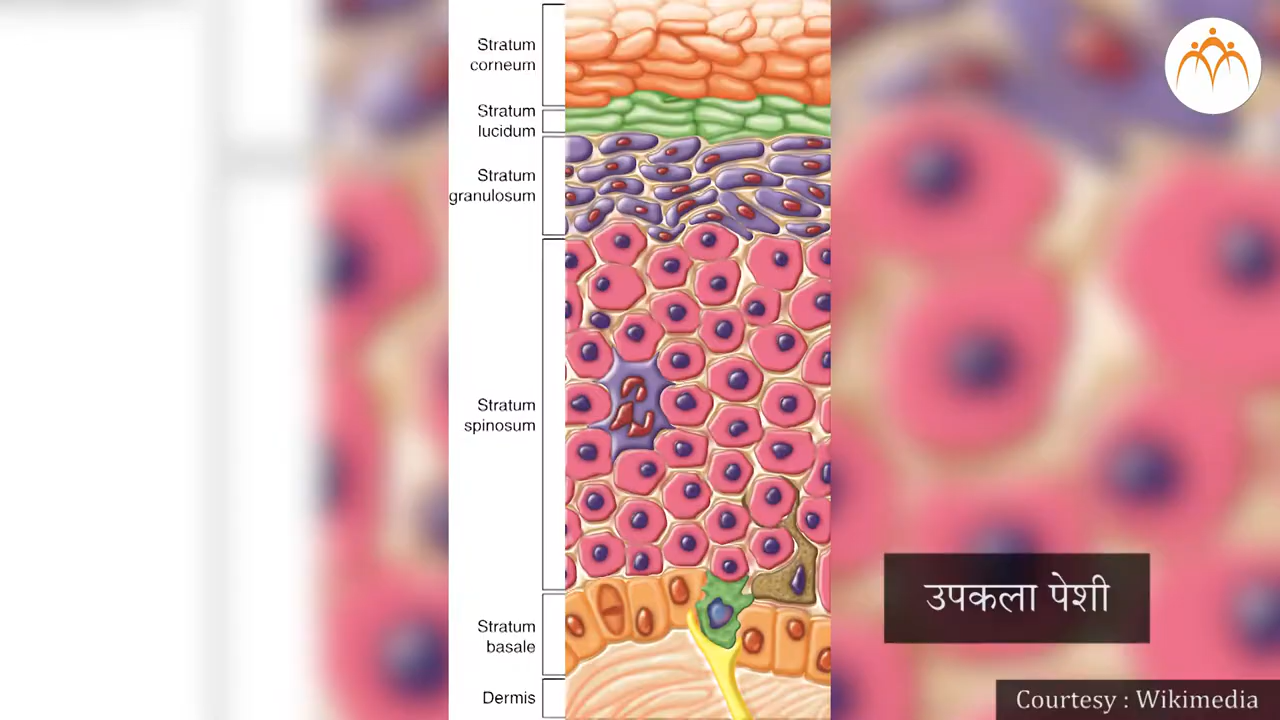 Stratum
corneum
Stratum
lucidum
Stratum
granulosum
Stratum
spinosum
Stratum
basale
Dermis
उपकला पेशी
Courtesy : Wikimedia